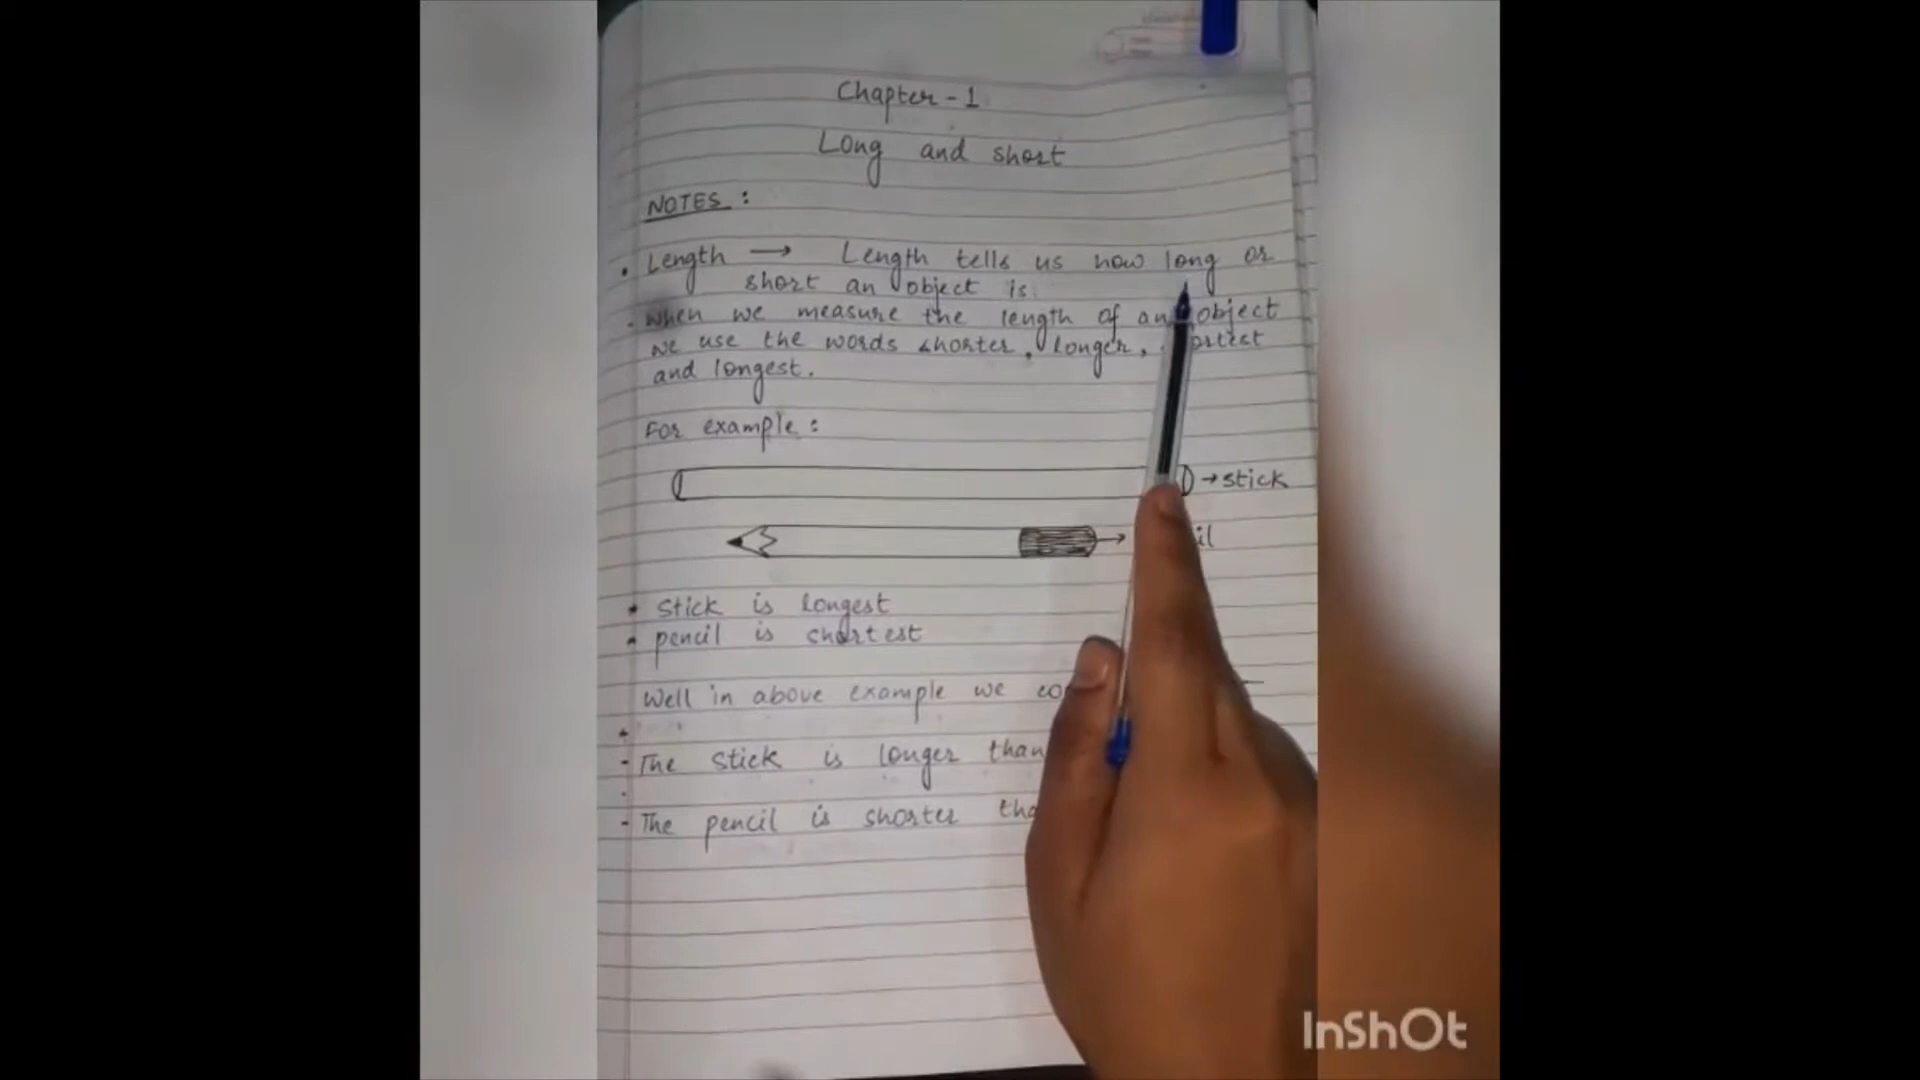 Chapter - 1
Long and short
NOTES :
• Length → Length tells us how long or
short an object is.
- When we measure the length of an object
we use the words shorter, longer,
and longest.
For example :
→ stick
→
• stick is longest
• pencil is shortest
Well in above example we
- The stick is longer than
- The pencil is shorter
InShOt